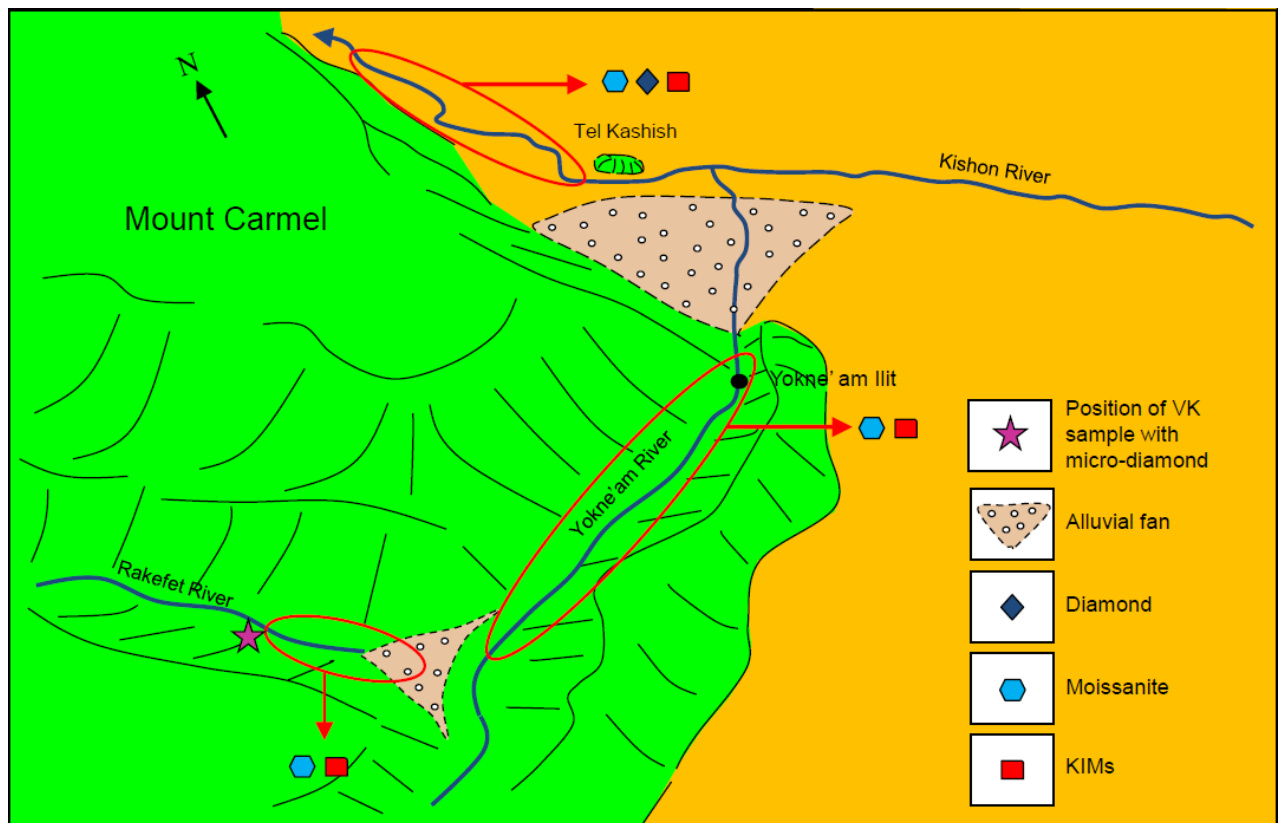 N
Tel Kashish
Kishon River
Mount Carmel
Yokne' am Ilit
Yokne'am River
Rakefet River
Position of VK
sample with
micro-diamond
Alluvial fan
Diamond
Moissanite
KIMs